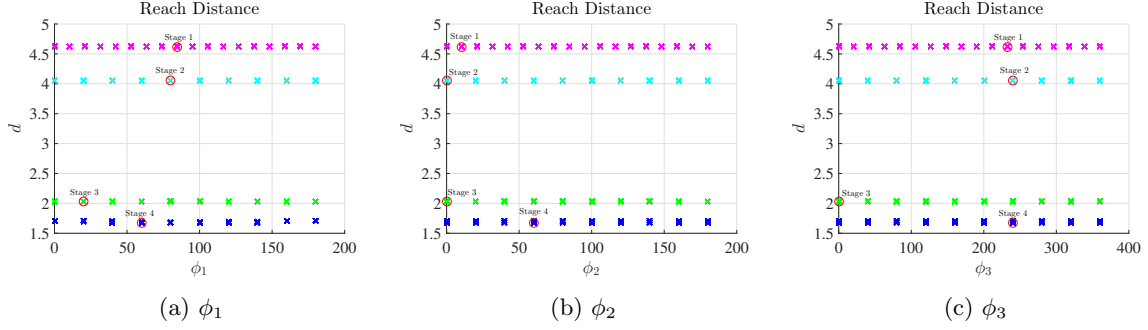 Reach Distance
5
4.5
4
3.5
3
2.5
2
1.5
d
Stage 1
Stage 2
Stage 3
Stage 4
0 50 100 150 200
ϕ1
(a) ϕ1
Reach Distance
5
4.5
4
3.5
3
2.5
2
1.5
d
Stage 1
Stage 2
Stage 3
Stage 4
0 50 100 150 200
ϕ2
(b) ϕ2
Reach Distance
5
4.5
4
3.5
3
2.5
2
1.5
d
Stage 1
Stage 2
Stage 3
Stage 4
0 100 200 300 400
ϕ3
(c) ϕ3